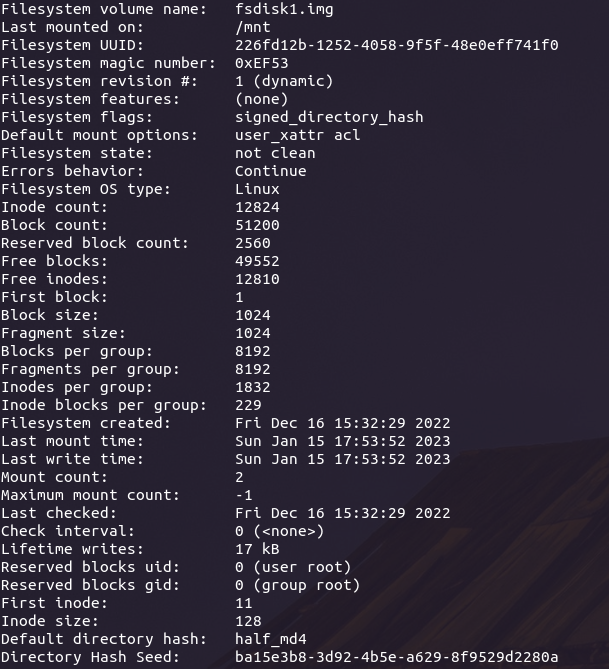 Filesystem volume name:   fsdisk1.img
Last mounted on:          /mnt
Filesystem UUID:          226fd12b-1252-4058-9f5f-48e0eff741f0
Filesystem magic number:  0xEF53
Filesystem revision #:    1 (dynamic)
Filesystem features:      (none)
Filesystem flags:         signed_directory_hash
Default mount options:    user_xattr acl
Filesystem state:         not clean
Errors behavior:          Continue
Filesystem OS type:       Linux
Inode count:              12824
Block count:              51200
Reserved block count:     2560
Free blocks:              49552
Free inodes:              12810
First block:              1
Block size:               1024
Fragment size:            1024
Blocks per group:         8192
Fragments per group:      8192
Inodes per group:         1832
Inode blocks per group:   229
Filesystem created:       Fri Dec 16 15:32:29 2022
Last mount time:          Sun Jan 15 17:53:52 2023
Last write time:          Sun Jan 15 17:53:52 2023
Mount count:              2
Maximum mount count:      -1
Last checked:             Fri Dec 16 15:32:29 2022
Check interval:           0 (<none>)
Lifetime writes:          17 kB
Reserved blocks uid:      0 (user root)
Reserved blocks gid:      0 (group root)
First inode:              11
Inode size:               128
Default directory hash:   half_md4
Directory Hash Seed:      ba15e3b8-3d92-4b5e-a629-8f9529d2280a